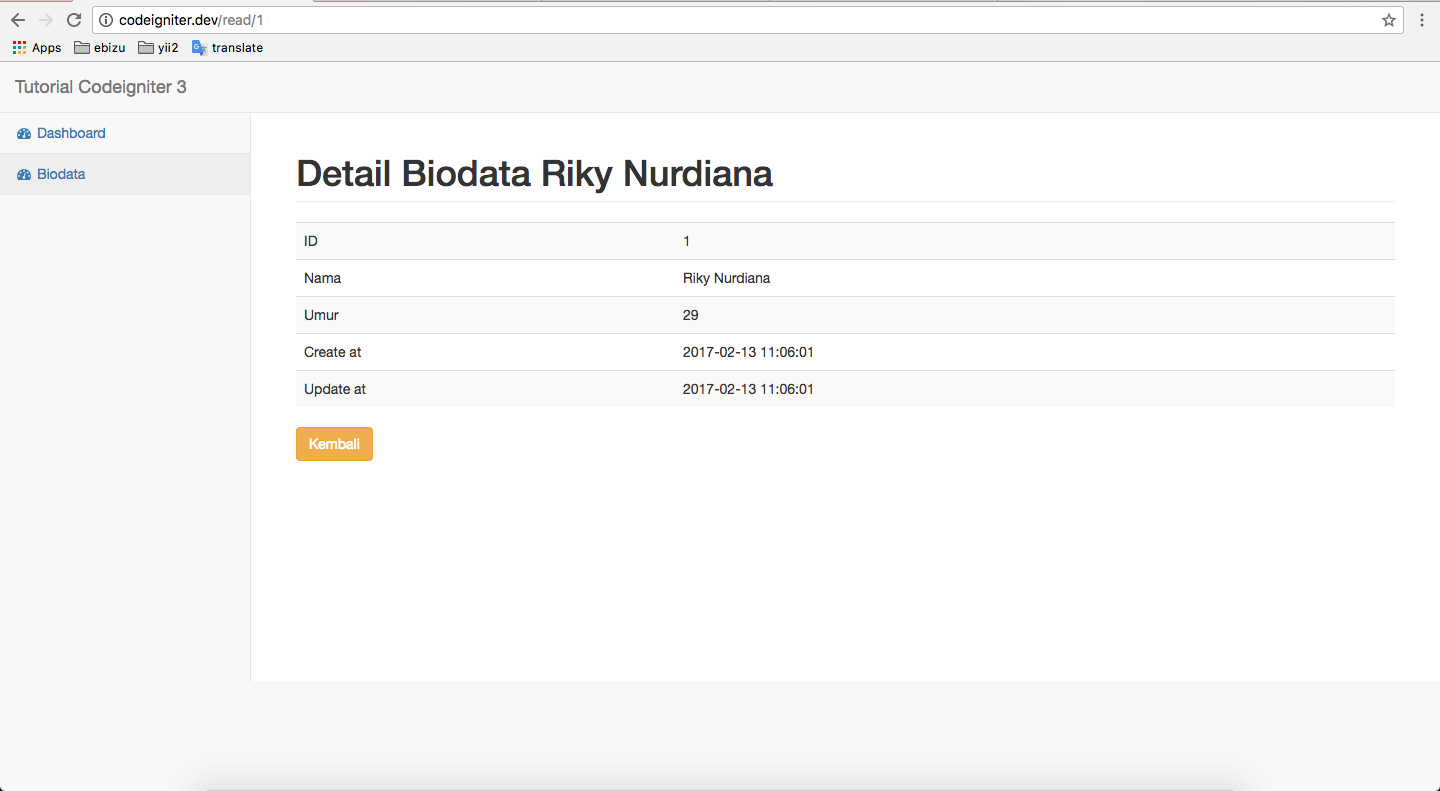 codeigniter.dev/read/1
Apps ebizu yii2 translate
Tutorial Codeigniter 3
Dashboard
Biodata
Detail Biodata Riky Nurdiana
ID 1
Nama Riky Nurdiana
Umur 29
Create at 2017-02-13 11:06:01
Update at 2017-02-13 11:06:01
Kembali